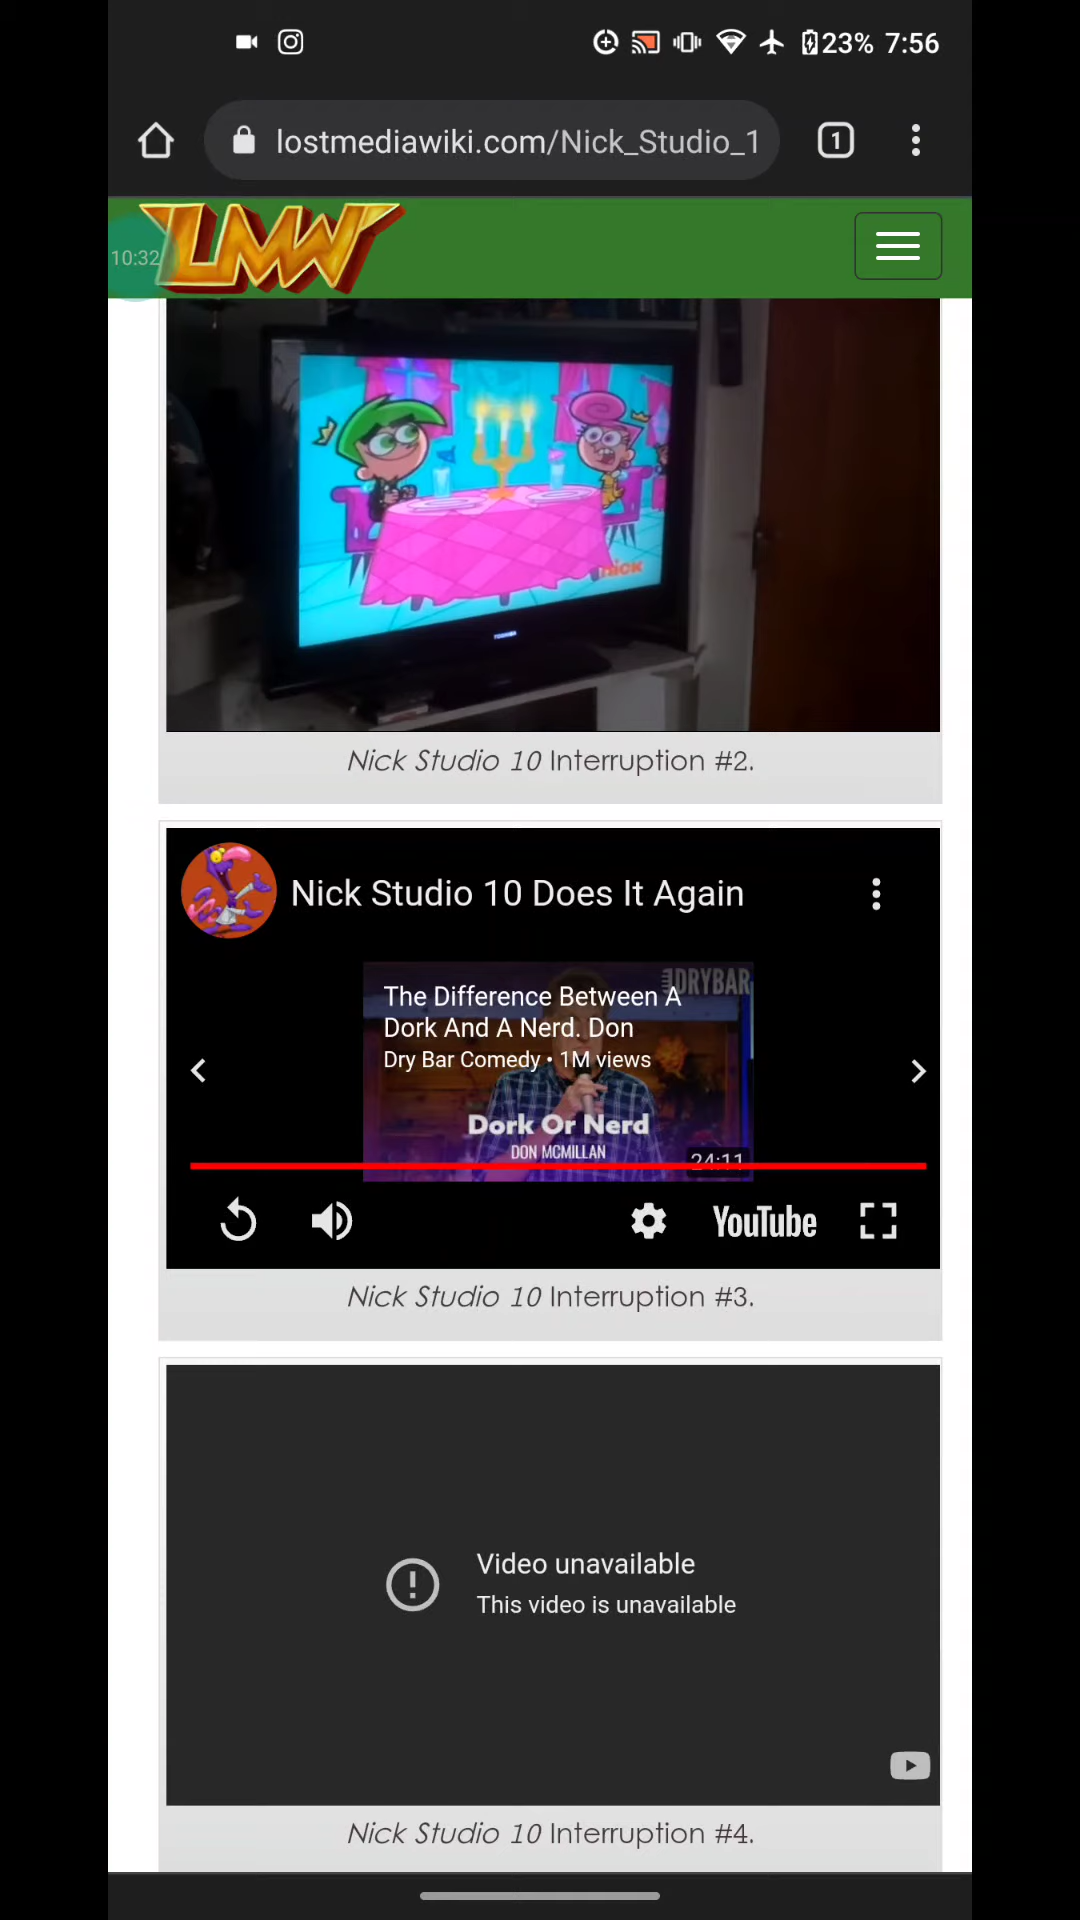 23% 7:56
lostmediawiki.com/Nick_Studio_1
1
LMW
10:32
nick
TOSHIBA
Nick Studio 10 Interruption #2.
Nick Studio 10 Does It Again
DRYBAR
The Difference Between A
Dork And A Nerd. Don
Dry Bar Comedy • 1M views
Dork Or Nerd
DON MCMILLAN
24:11
YouTube
Nick Studio 10 Interruption #3.
Video unavailable
This video is unavailable
Nick Studio 10 Interruption #4.